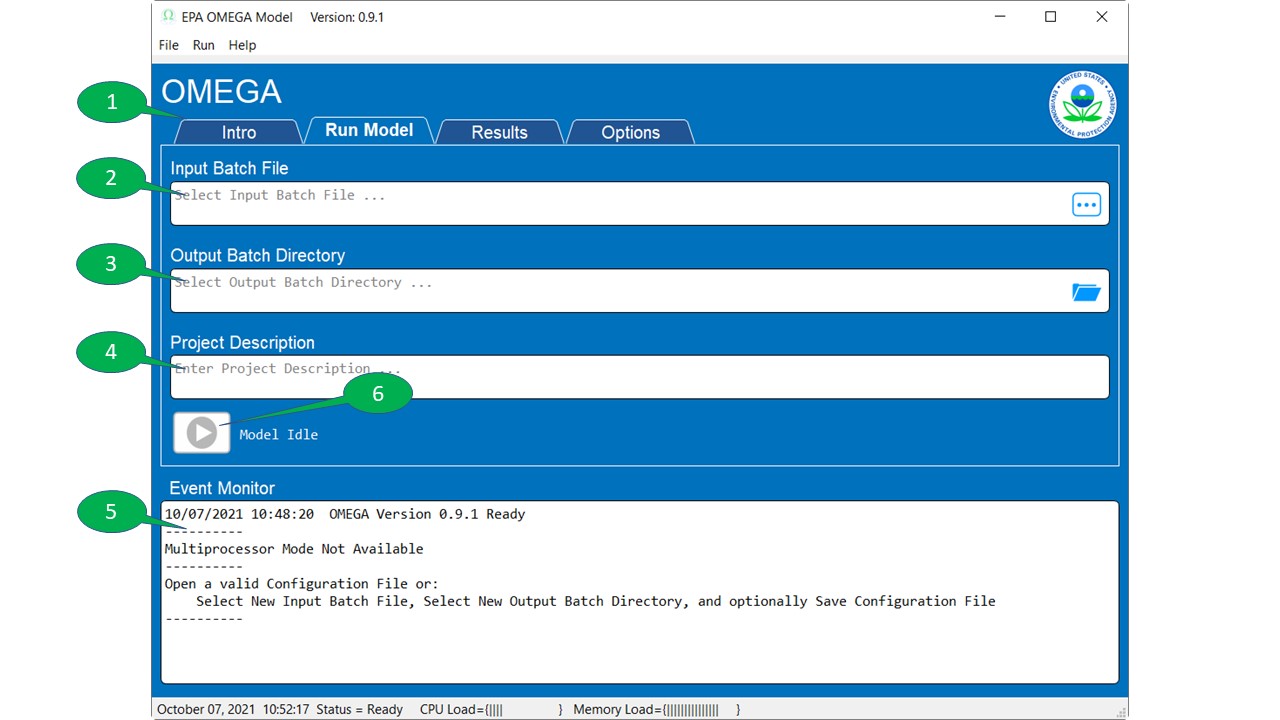 EPA OMEGA Model Version: 0.9.1
File Run Help
OMEGA
UNITED STATES
ENVIRONMENTAL PROTECTION AGENCY
1
Intro Run Model Results Options
Input Batch File
2
Select Input Batch File ...
Output Batch Directory
3
Select Output Batch Directory ...
Project Description
4
Enter Project Description ...
6
Model Idle
Event Monitor
5
10/07/2021 10:48:20  OMEGA Version 0.9.1 Ready
----------
Multiprocessor Mode Not Available
----------
Open a valid Configuration File or:
    Select New Input Batch File, Select New Output Batch Directory, and optionally Save Configuration File
----------
October 07, 2021  10:52:17  Status = Ready    CPU Load={||||            }   Memory Load={|||||||||||||||    }